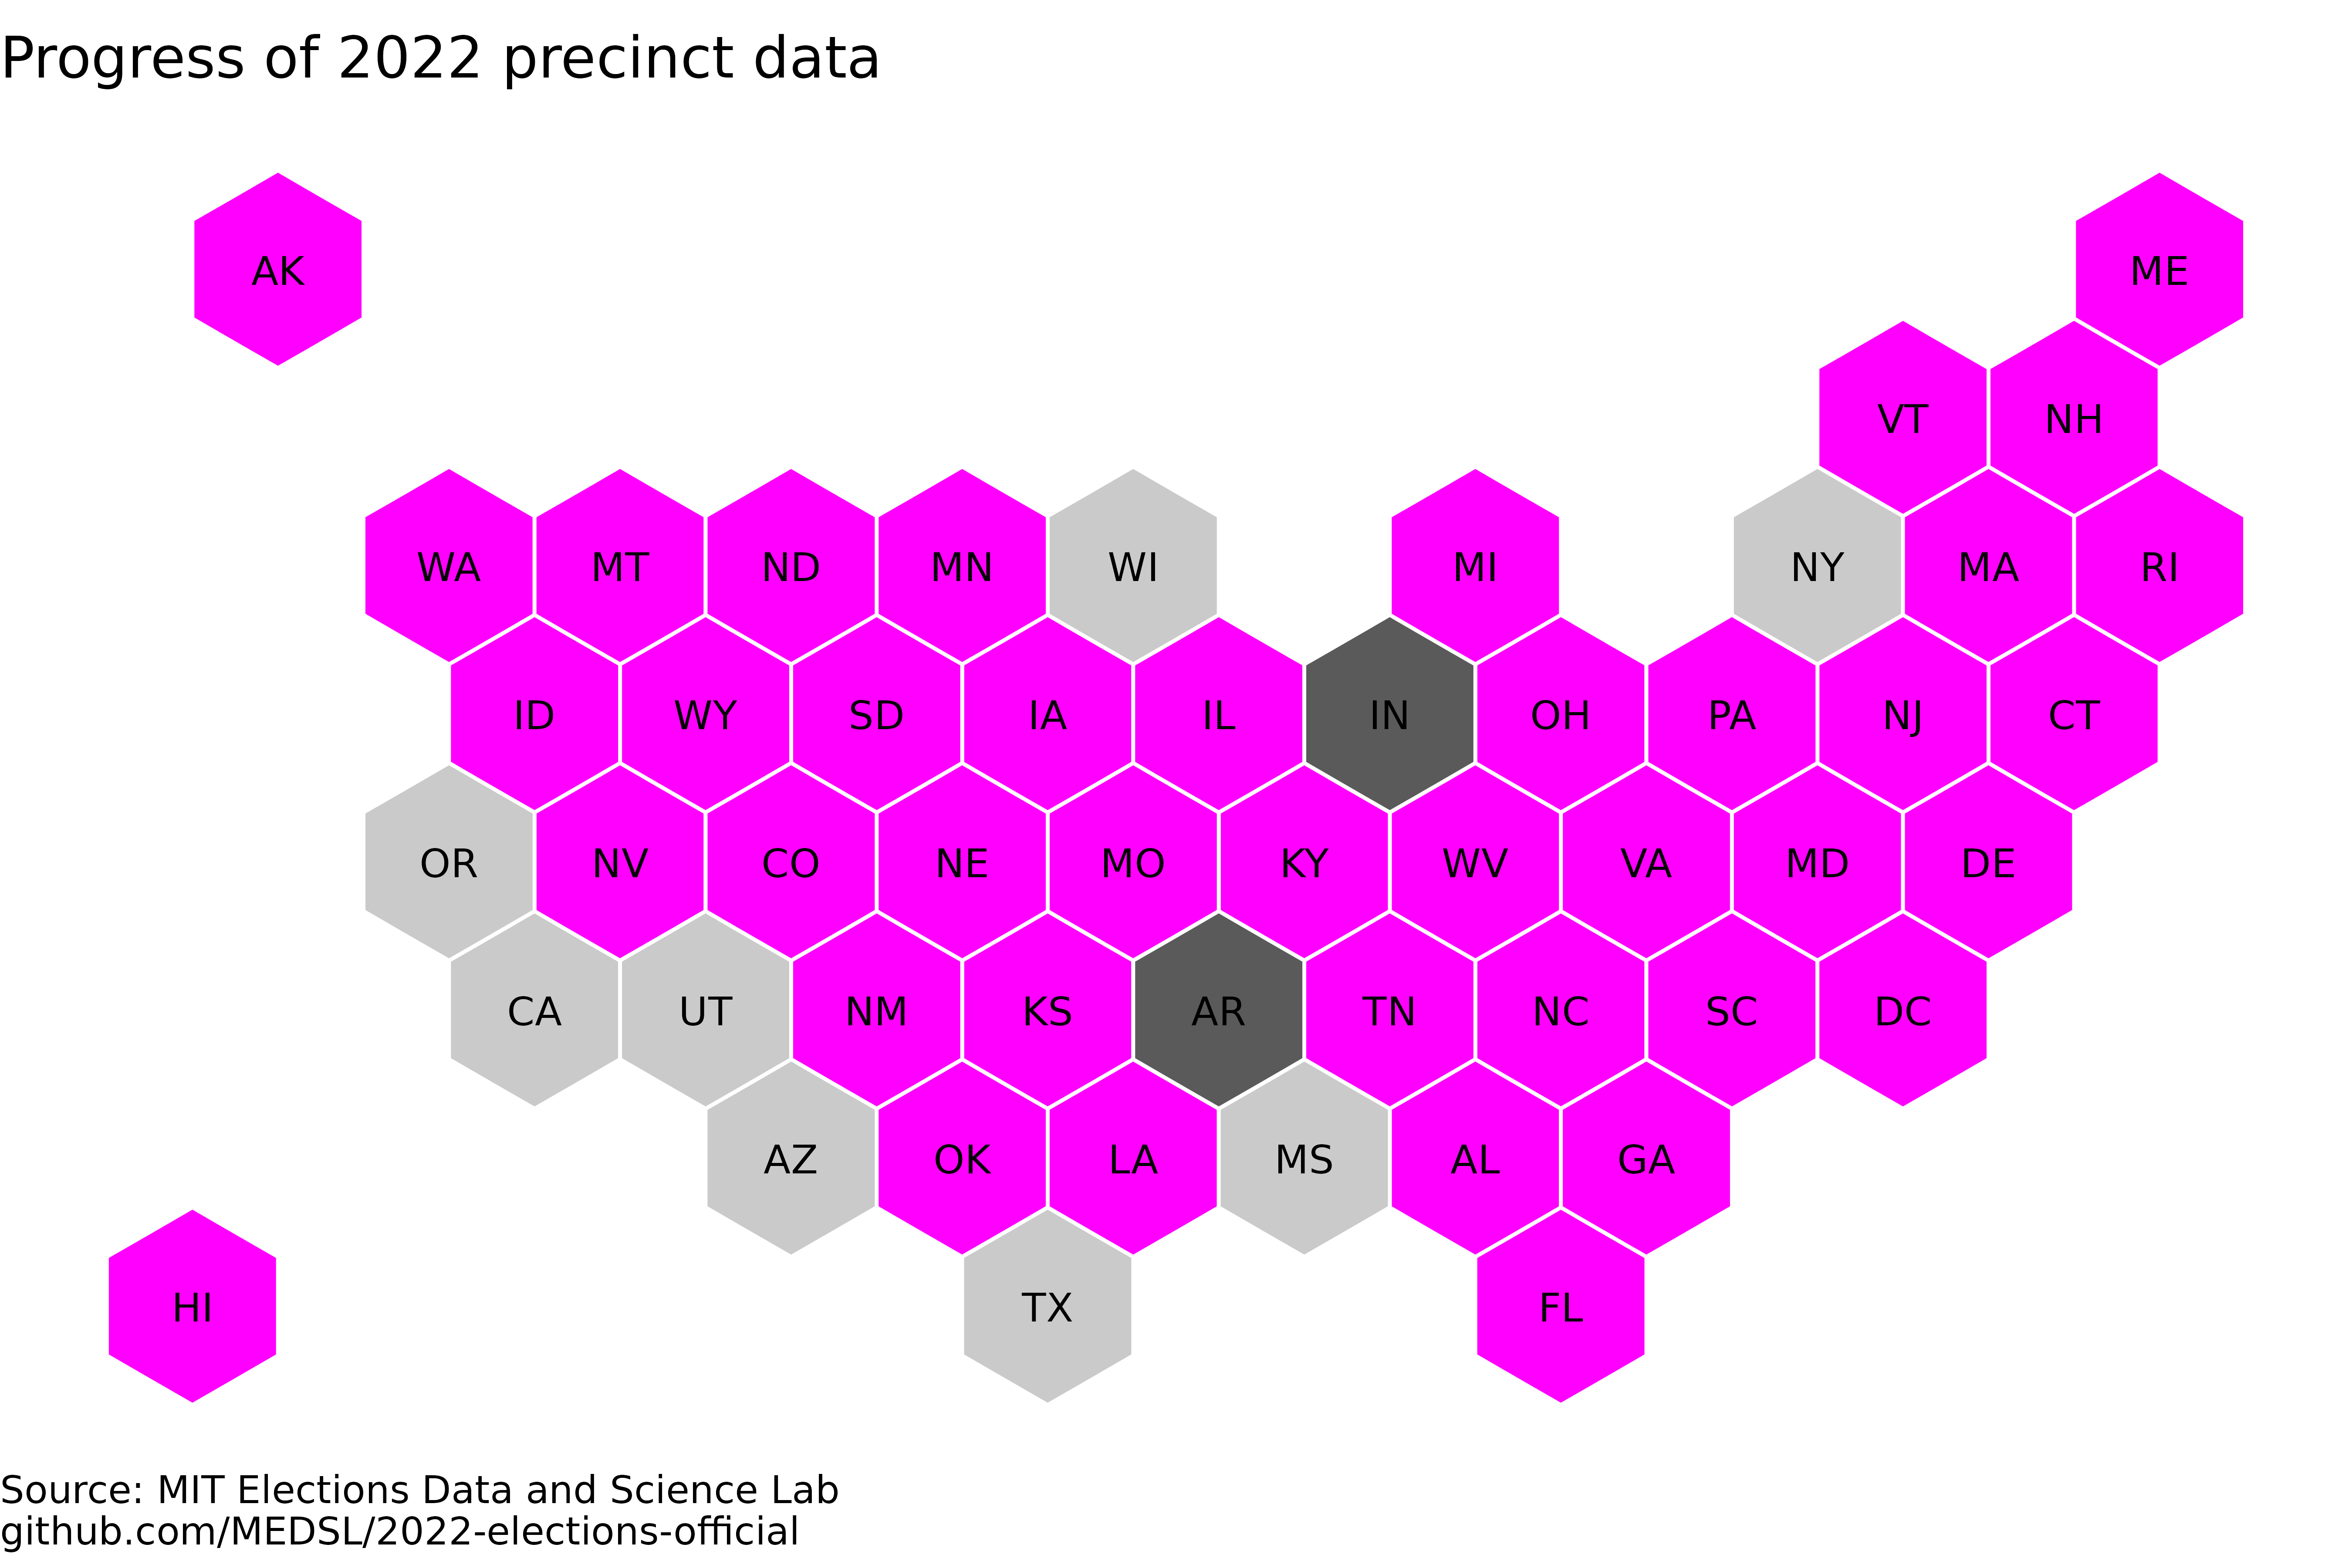 Progress of 2022 precinct data
AK
ME
VT NH
WA MT ND MN WI MI NY MA RI
ID WY SD IA IL IN OH PA NJ CT
OR NV CO NE MO KY WV VA MD DE
CA UT NM KS AR TN NC SC DC
AZ OK LA MS AL GA
HI TX FL
Source: MIT Elections Data and Science Lab
github.com/MEDSL/2022-elections-official